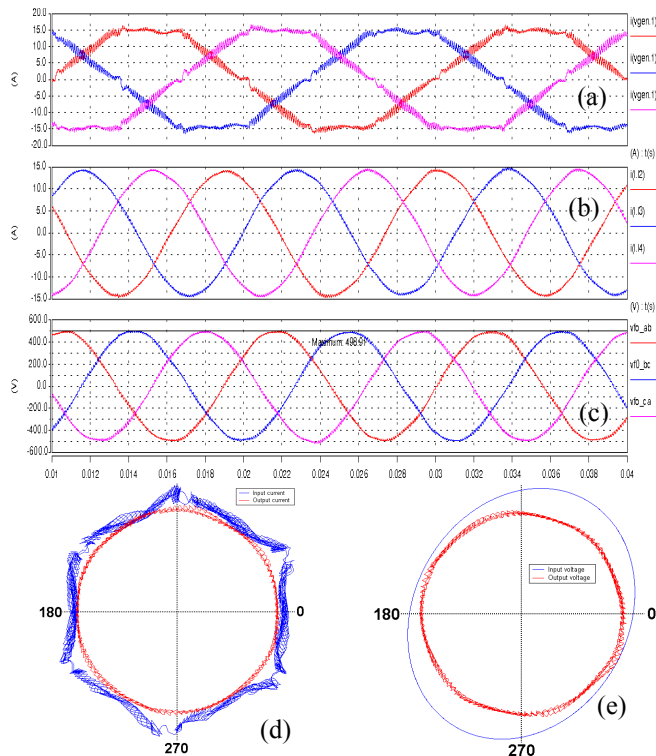 20.0
15.0
10.0
5.0
0.0
-5.0
-10.0
-15.0
-20.0
(A)
i(vgen.1)
i(vgen.1)
i(vgen.1)
(a)
(A) : t(s)
15.0
10.0
5.0
0.0
-5.0
-10.0
-15.0
(A)
i(l.l2)
i(l.l3)
i(l.l4)
(b)
(V) : t(s)
600.0
400.0
200.0
0.0
-200.0
-400.0
-600.0
(V)
Maximum: 498.91
vf0_ab
vf0_bc
vf0_ca
(c)
0.01 0.012 0.014 0.016 0.018 0.02 0.022 0.024 0.026 0.028 0.03 0.032 0.034 0.036 0.038 0.04
Input current
Output current
180
0
270
(d)
Input voltage
Output voltage
180
0
270
(e)